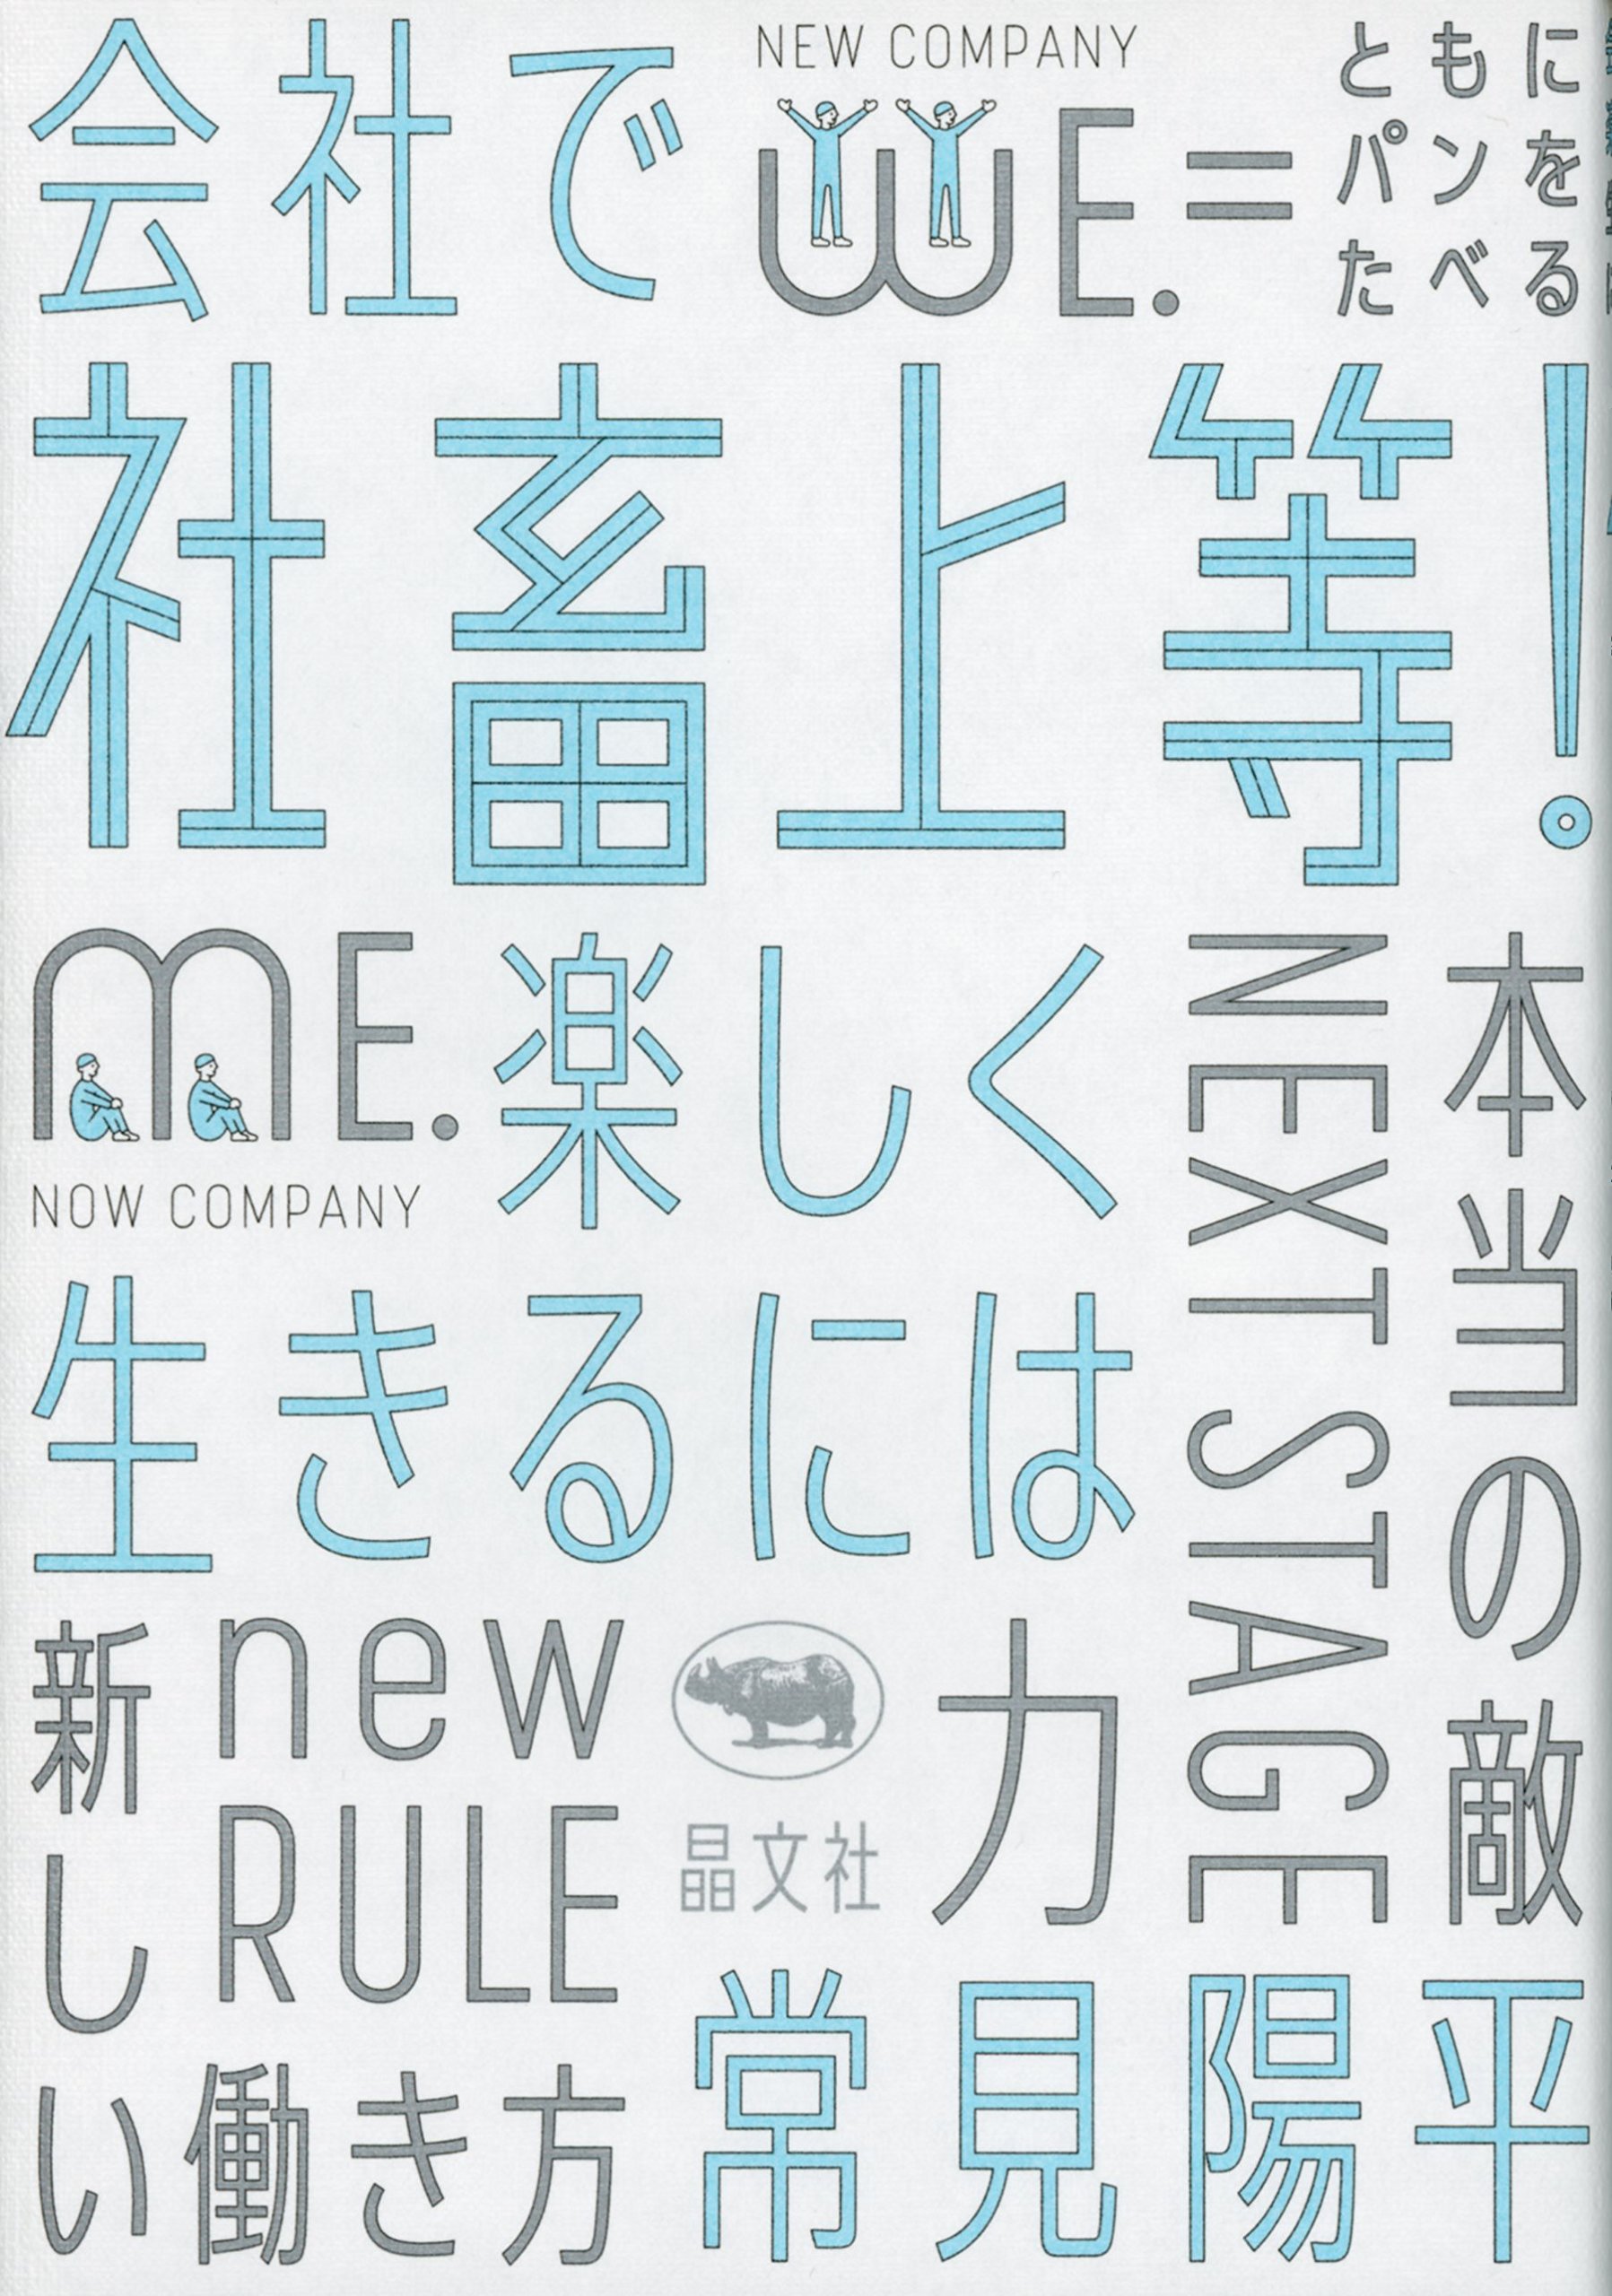 会社で
NEW COMPANY
WE.=
ともに
パンを
たべる
社畜上等!
ME.
NOW COMPANY
楽しく
生きるには
NEXT STAGE
本当の敵
新しい働き方
new
RULE
晶文社
力
常見陽平